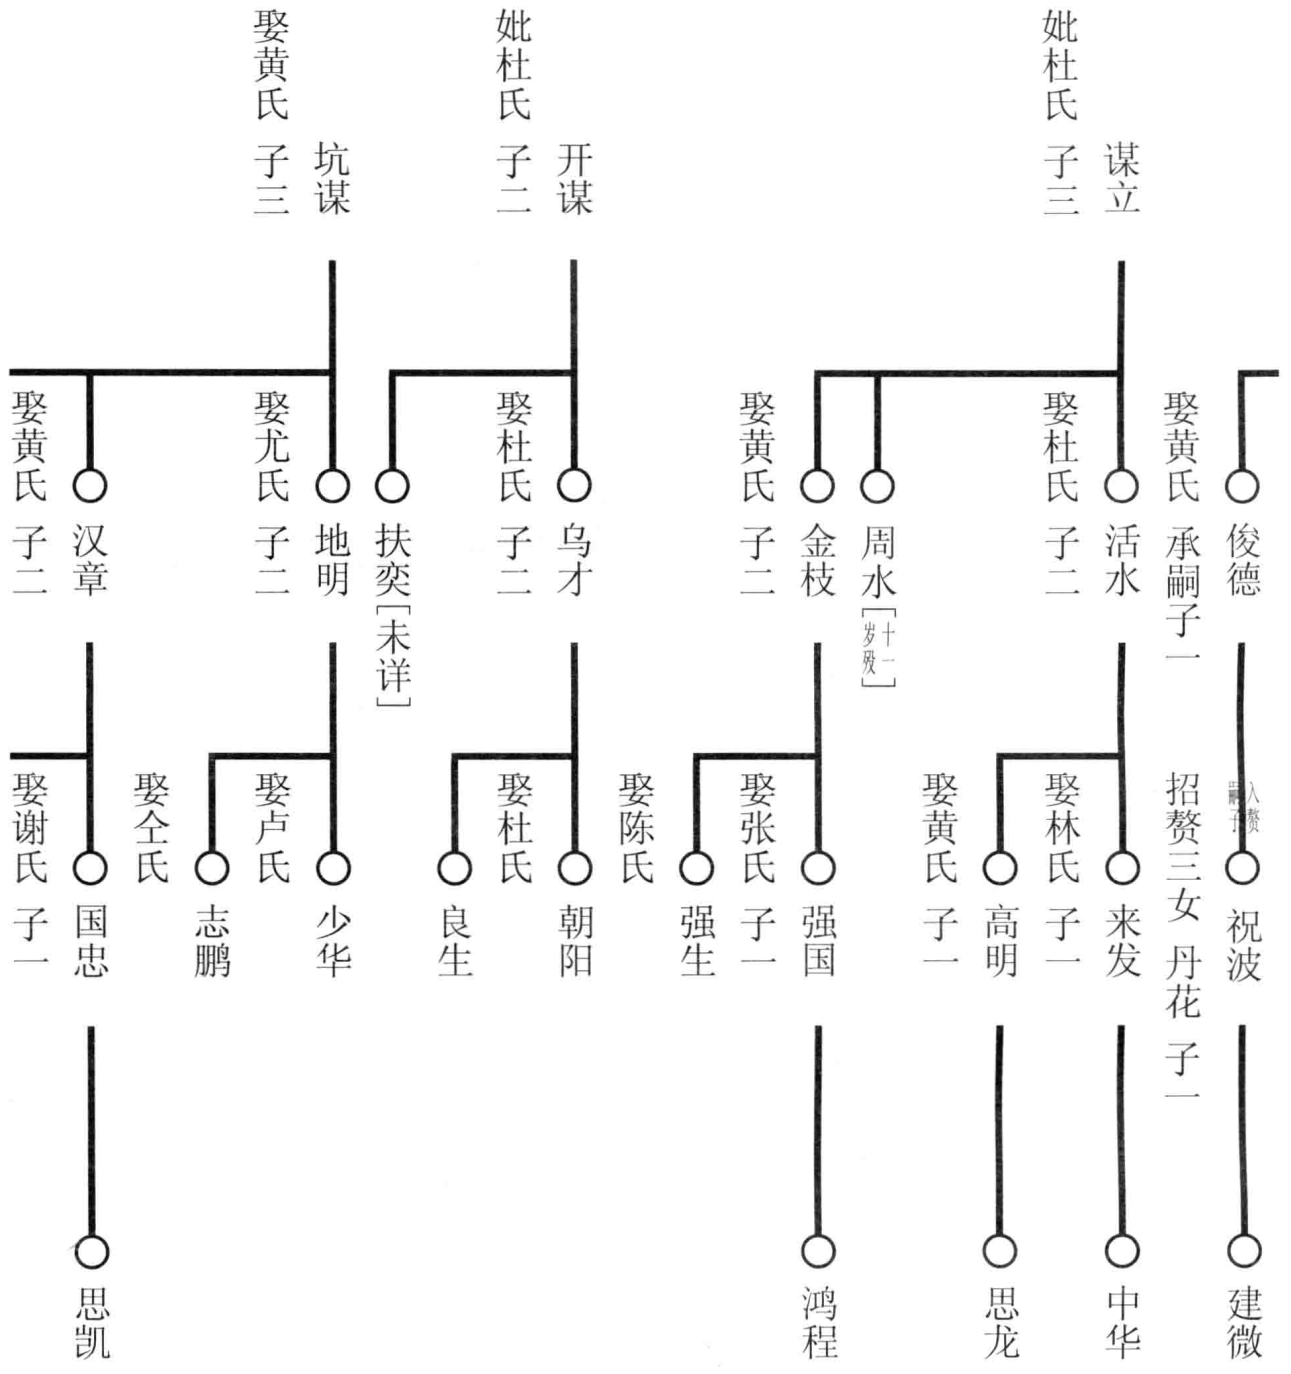 谋立
妣杜氏 子三
开谋
妣杜氏 子二
坑谋
娶黄氏 子三
俊德
娶黄氏 承嗣子一
活水
娶杜氏 子二
周水[十一岁殁]
金枝
娶黄氏 子二
乌才
娶杜氏 子二
扶奕[未详]
地明
娶尤氏 子二
汉章
娶黄氏 子二
入赘嗣子
祝波
招赘三女 丹花 子一
来发
娶林氏 子一
高明
娶黄氏 子一
强国
娶张氏 子一
强生
娶陈氏
朝阳
娶杜氏
良生
少华
娶卢氏
志鹏
娶仝氏
国忠
娶谢氏 子一
建微
中华
思龙
鸿程
思凯